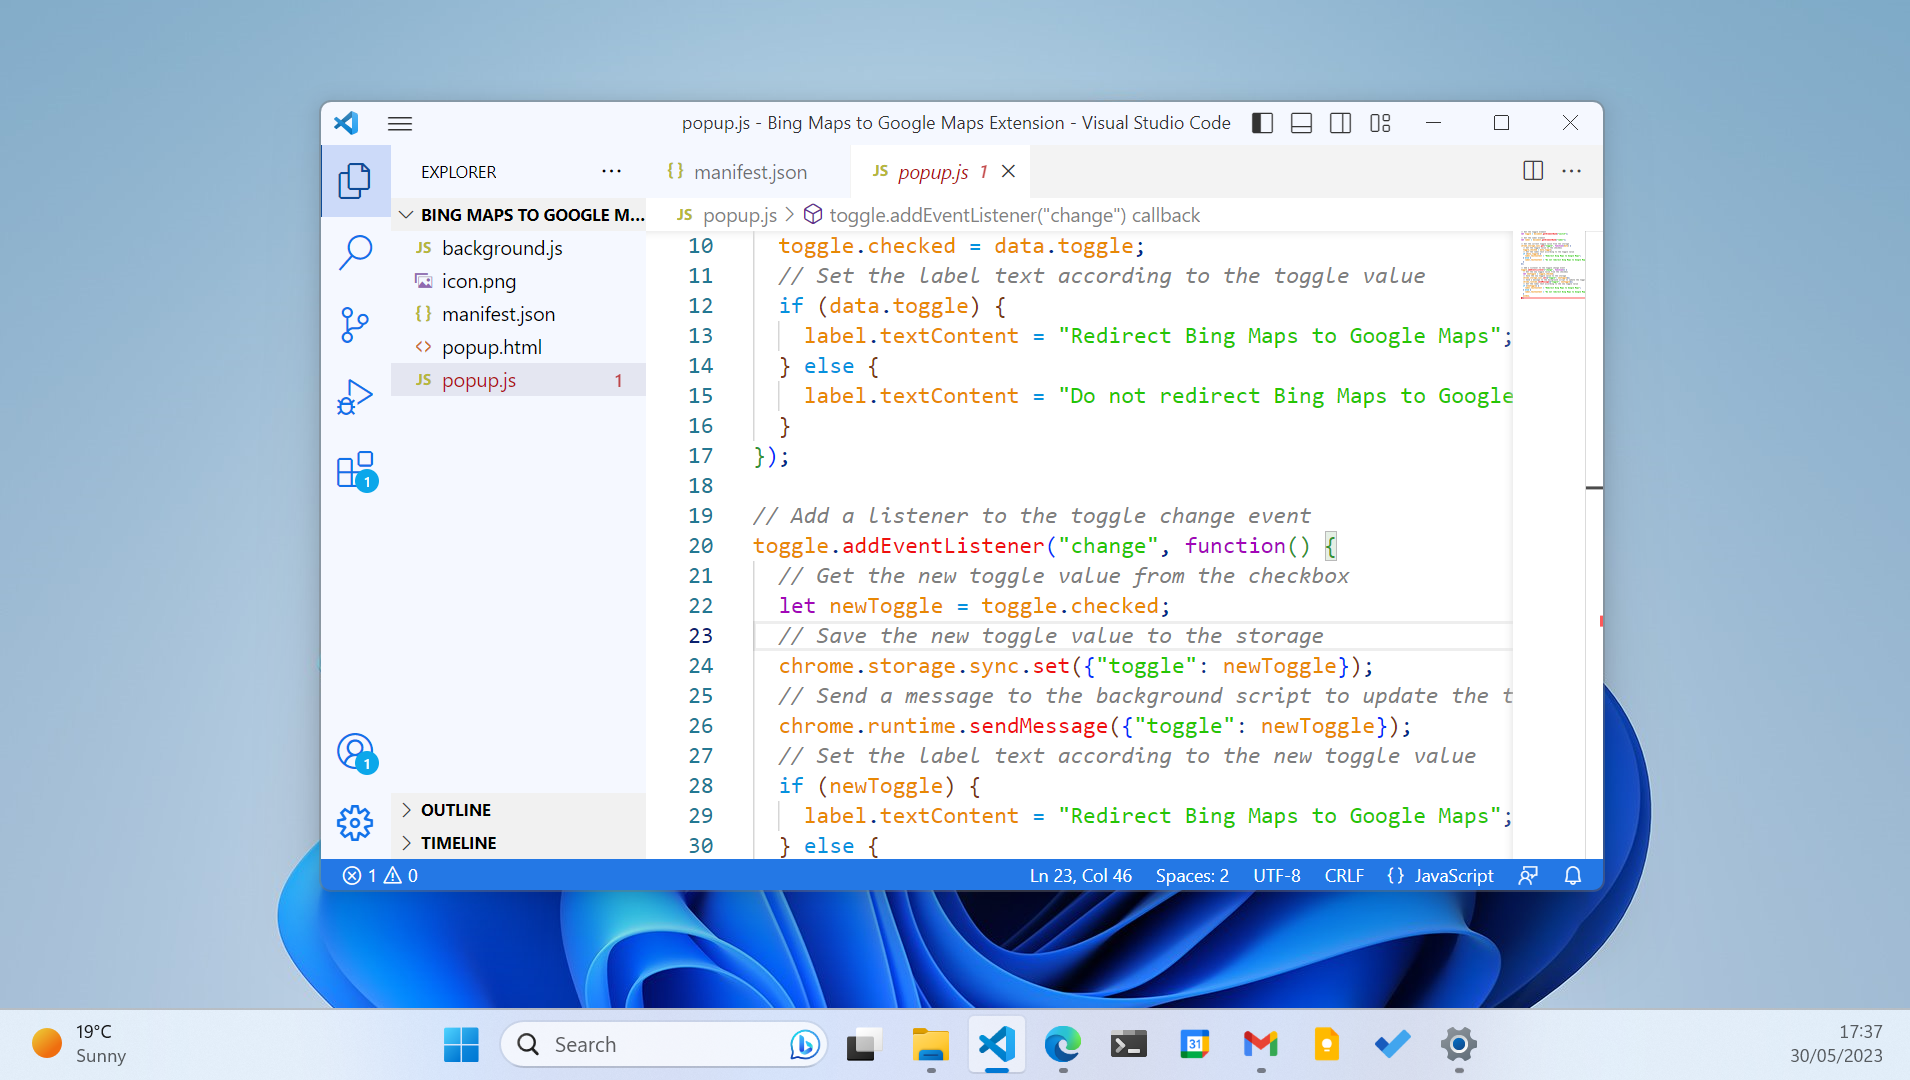 popup.js - Bing Maps to Google Maps Extension - Visual Studio Code
EXPLORER
BING MAPS TO GOOGLE M...
JS background.js
icon.png
{} manifest.json
<> popup.html
JS popup.js 1
1
1
OUTLINE
TIMELINE
{} manifest.json
JS popup.js 1
JS popup.js > toggle.addEventListener("change") callback
10 toggle.checked = data.toggle;
11 // Set the label text according to the toggle value
12 if (data.toggle) {
13 label.textContent = "Redirect Bing Maps to Google Maps";
14 } else {
15 label.textContent = "Do not redirect Bing Maps to Google
16 }
17 });
18
19 // Add a listener to the toggle change event
20 toggle.addEventListener("change", function() {
21 // Get the new toggle value from the checkbox
22 let newToggle = toggle.checked;
23 // Save the new toggle value to the storage
24 chrome.storage.sync.set({"toggle": newToggle});
25 // Send a message to the background script to update the t
26 chrome.runtime.sendMessage({"toggle": newToggle});
27 // Set the label text according to the new toggle value
28 if (newToggle) {
29 label.textContent = "Redirect Bing Maps to Google Maps";
30 } else {
1 0
Ln 23, Col 46 Spaces: 2 UTF-8 CRLF {} JavaScript
19°C
Sunny
Search
31
17:37
30/05/2023